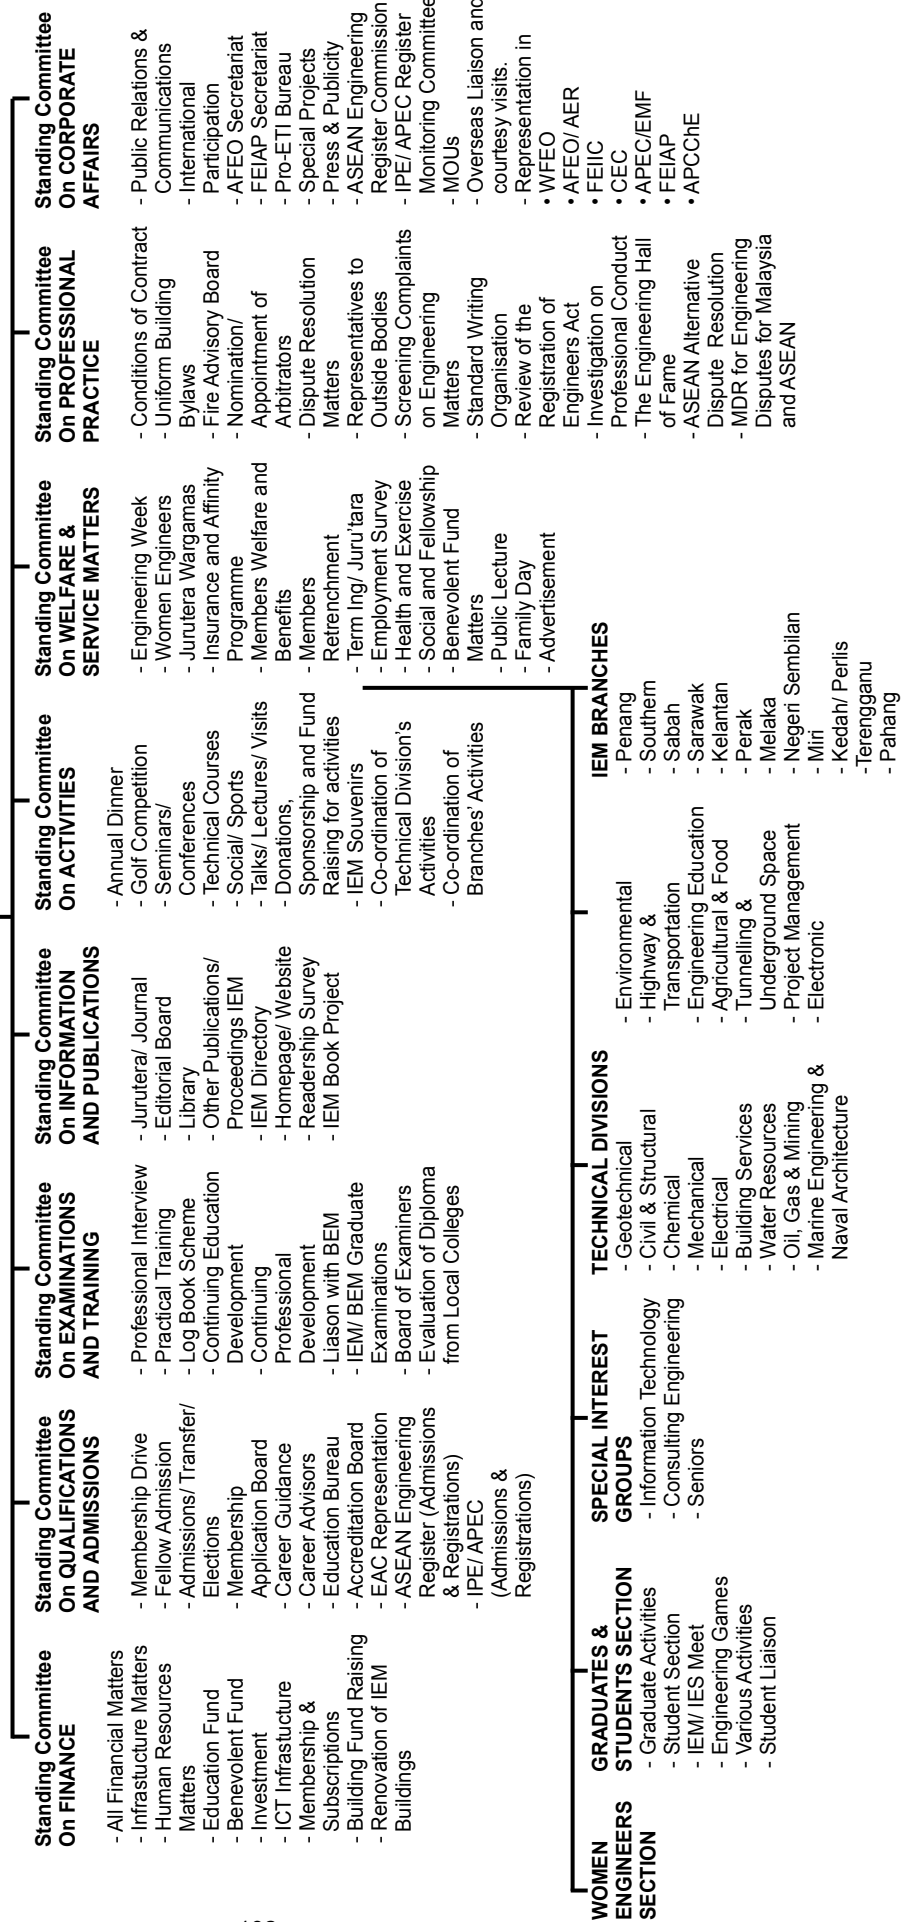 Standing Committee
On FINANCE
- All Financial Matters
- Infrastucture Matters
- Human Resources
Matters
- Education Fund
- Benevolent Fund
- Investment
- ICT Infrastucture
- Membership &
Subscriptions
- Building Fund Raising
- Renovation of IEM
Buildings
Standing Committee
On QUALIFICATIONS
AND ADMISSIONS
- Membership Drive
- Fellow Admission
- Admissions/ Transfer/
Elections
- Membership
Application Board
- Career Guidance
- Career Advisors
- Education Bureau
- Accreditation Board
- EAC Representation
- ASEAN Engineering
Register (Admissions
& Registrations)
- IPE/ APEC
(Admissions &
Registrations)
Standing Committee
On EXAMINATIONS
AND TRAINING
- Professional Interview
- Practical Training
- Log Book Scheme
- Continuing Education
Development
- Continuing
Professional
Development
- Liason with BEM
- IEM/ BEM Graduate
Examinations
- Board of Examiners
- Evaluation of Diploma
from Local Colleges
Standing Committee
On INFORMATION
AND PUBLICATIONS
- Jurutera/ Journal
- Editorial Board
- Library
- Other Publications/
Proceedings IEM
- IEM Directory
- Homepage/ Website
- Readership Survey
- IEM Book Project
Standing Committee
On ACTIVITIES
- Annual Dinner
- Golf Competition
- Seminars/
Conferences
- Technical Courses
- Social/ Sports
- Talks/ Lectures/ Visits
- Donations,
Sponsorship and Fund
Raising for activities
- IEM Souvenirs
- Co-ordination of
Technical Division's
Activities
- Co-ordination of
Branches' Activities
Standing Committee
On WELFARE &
SERVICE MATTERS
- Engineering Week
- Women Engineers
- Jurutera Wargamas
- Insurance and Affinity
Programme
- Members Welfare and
Benefits
- Members
Retrenchment
- Term Ing/ Juru'tara
- Employment Survey
- Health and Exercise
- Social and Fellowship
- Benevolent Fund
Matters
- Public Lecture
- Family Day
- Advertisement
Standing Committee
On PROFESSIONAL
PRACTICE
- Conditions of Contract
- Uniform Building
Bylaws
- Fire Advisory Board
- Nomination/
Appointment of
Arbitrators
- Dispute Resolution
Matters
- Representatives to
Outside Bodies
- Screening Complaints
on Engineering
Matters
- Standard Writing
Organisation
- Review of the
Registration of
Engineers Act
- Investigation on
Professional Conduct
- The Engineering Hall
of Fame
- ASEAN Alternative
Dispute Resolution
- MDR for Engineering
Disputes for Malaysia
and ASEAN
Standing Committee
On CORPORATE
AFFAIRS
- Public Relations &
Communications
- International
Participation
- AFEO Secretariat
- FEIAP Secretariat
- Pro-ETI Bureau
- Special Projects
- Press & Publicity
- ASEAN Engineering
Register Commission
- IPE/ APEC Register
Monitoring Committee
- MOUs
- Overseas Liaison and
courtesy visits.
- Representation in
• WFEO
• AFEO/ AER
• FEIIC
• CEC
• APEC/EMF
• FEIAP
• APCChE
WOMEN
ENGINEERS
SECTION
GRADUATES &
STUDENTS SECTION
- Graduate Activities
- Student Section
- IEM/ IES Meet
- Engineering Games
- Various Activities
- Student Liaison
SPECIAL INTEREST
GROUPS
- Information Technology
- Consulting Engineering
- Seniors
TECHNICAL DIVISIONS
- Geotechnical
- Civil & Structural
- Chemical
- Mechanical
- Electrical
- Building Services
- Water Resources
- Oil, Gas & Mining
- Marine Engineering &
Naval Architecture
- Environmental
- Highway &
Transportation
- Engineering Education
- Agricultural & Food
- Tunnelling &
Underground Space
- Project Management
- Electronic
IEM BRANCHES
- Penang
- Southern
- Sabah
- Sarawak
- Kelantan
- Perak
- Melaka
- Negeri Sembilan
- Miri
- Kedah/ Perlis
-Terengganu
- Pahang